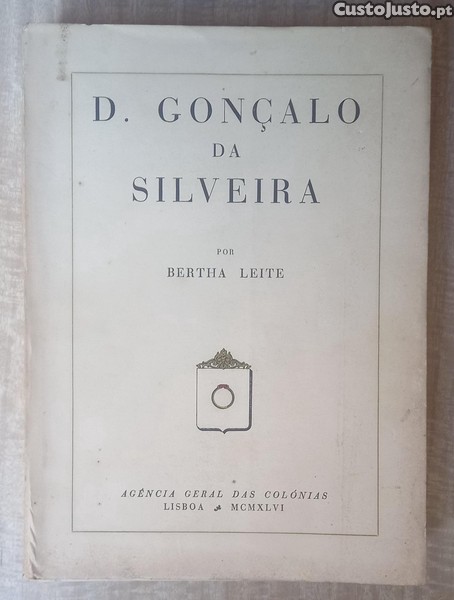 CustoJusto.pt
D. GONÇALO
DA
SILVEIRA
POR
BERTHA LEITE
AGÊNCIA GERAL DAS COLÓNIAS
LISBOA MCMXLVI